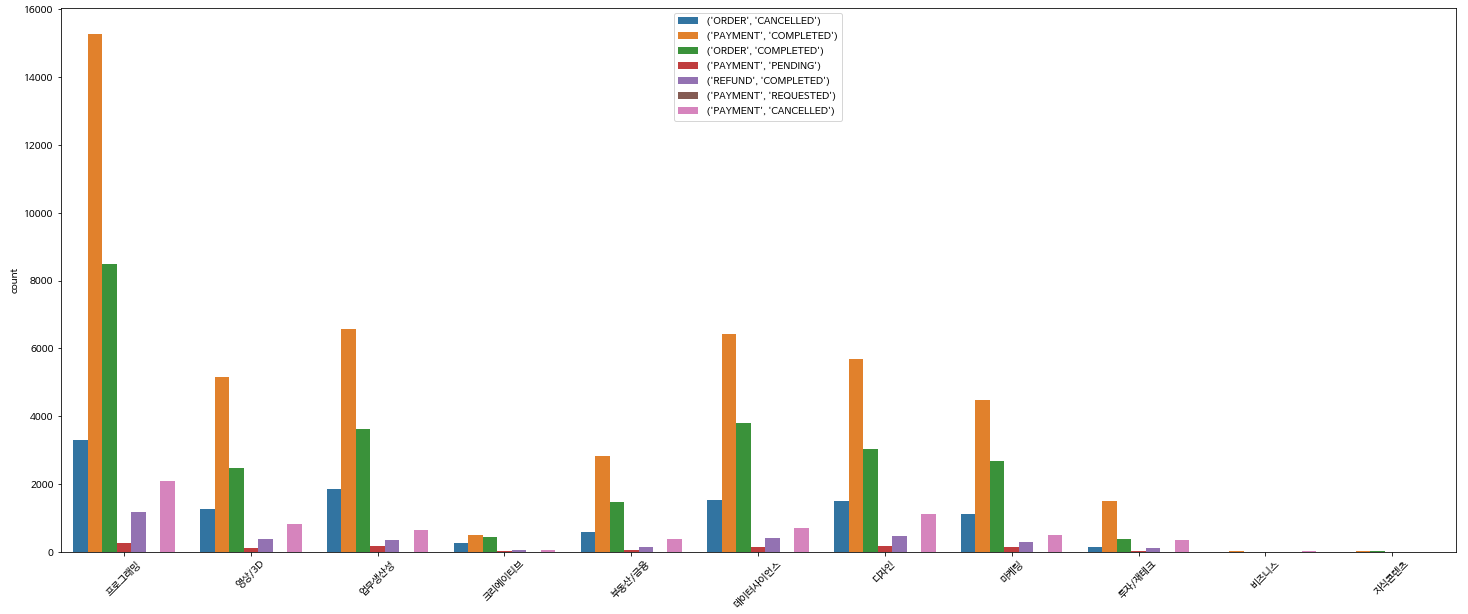 ('ORDER', 'CANCELLED')
('PAYMENT', 'COMPLETED')
('ORDER', 'COMPLETED')
('PAYMENT', 'PENDING')
('REFUND', 'COMPLETED')
('PAYMENT', 'REQUESTED')
('PAYMENT', 'CANCELLED')
16000
14000
12000
10000
8000
6000
4000
2000
0
count
프로그래밍
영상/3D
업무생산성
크리에이티브
부동산/금융
데이터사이언스
디자인
마케팅
투자/재테크
비즈니스
지식콘텐츠